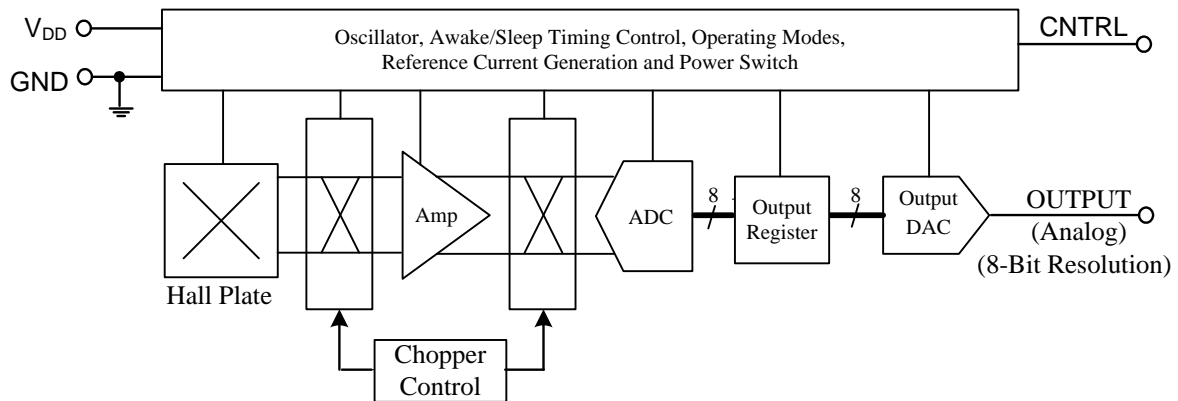 V_DD
GND
Oscillator, Awake/Sleep Timing Control, Operating Modes,
Reference Current Generation and Power Switch
CNTRL
Hall Plate
Amp
ADC
8
Output
Register
8
Output
DAC
OUTPUT
(Analog)
(8-Bit Resolution)
Chopper
Control